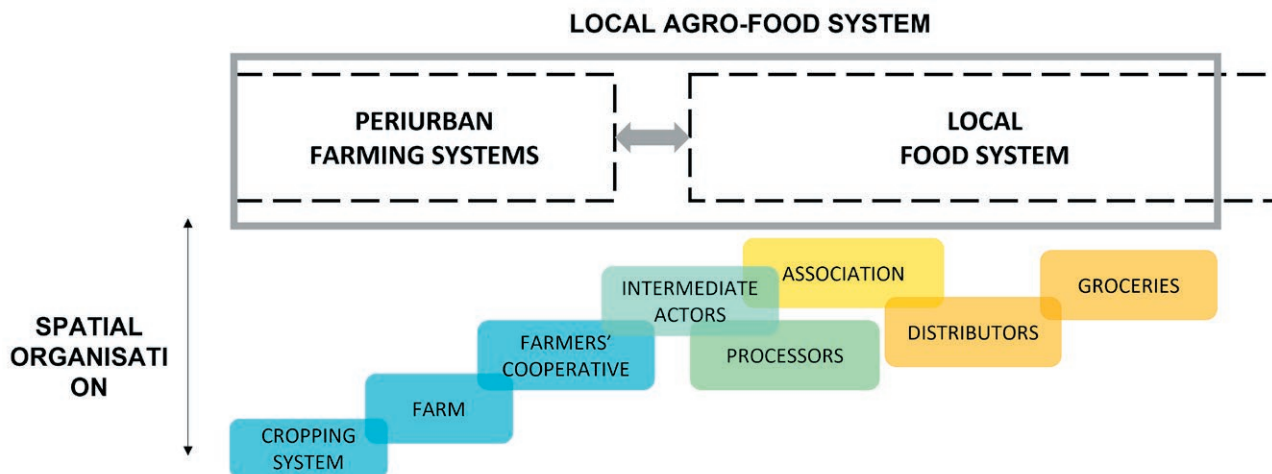 LOCAL AGRO-FOOD SYSTEM
PERIURBAN
FARMING SYSTEMS
LOCAL
FOOD SYSTEM
SPATIAL
ORGANISATI
ON
ASSOCIATION
GROCERIES
INTERMEDIATE
ACTORS
DISTRIBUTORS
FARMERS’
COOPERATIVE
PROCESSORS
FARM
CROPPING
SYSTEM